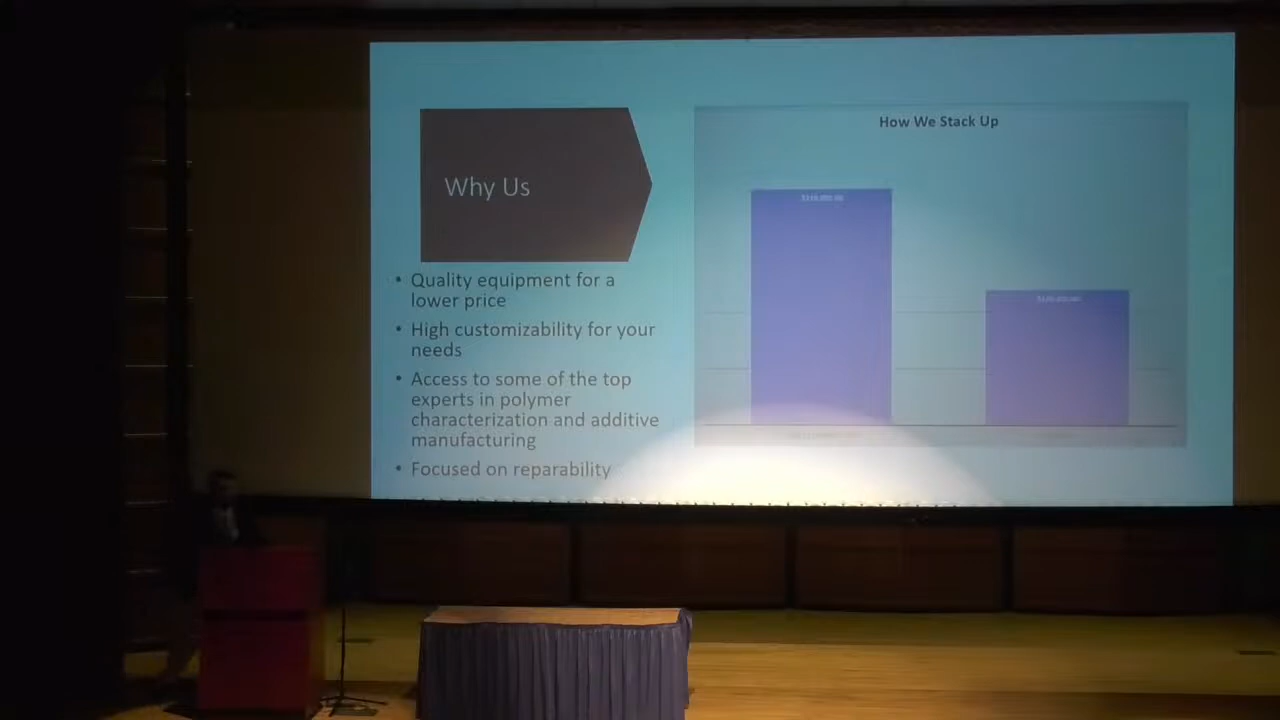 How We Stack Up
Why Us
• Quality equipment for a
lower price
• High customizability for your
needs
• Access to some of the top
experts in polymer
characterization and additive
manufacturing
• Focused on reparability